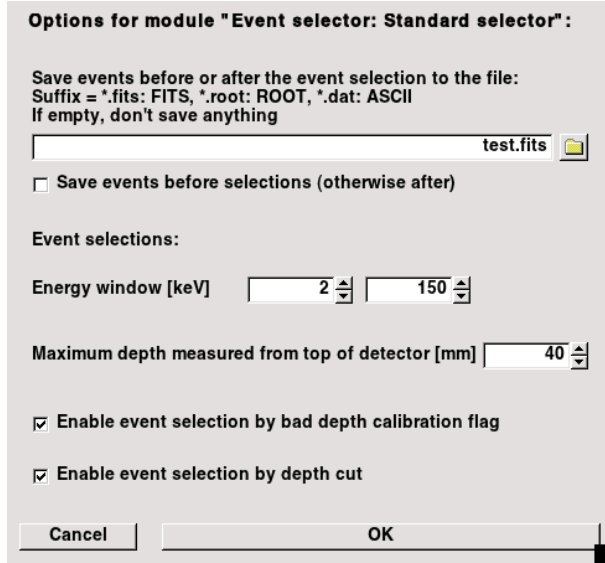 Options for module "Event selector: Standard selector":
Save events before or after the event selection to the file:
Suffix = *.fits: FITS, *.root: ROOT, *.dat: ASCII
If empty, don't save anything
test.fits
Save events before selections (otherwise after)
Event selections:
Energy window [keV] 2 150
Maximum depth measured from top of detector [mm] 40
Enable event selection by bad depth calibration flag
Enable event selection by depth cut
Cancel OK